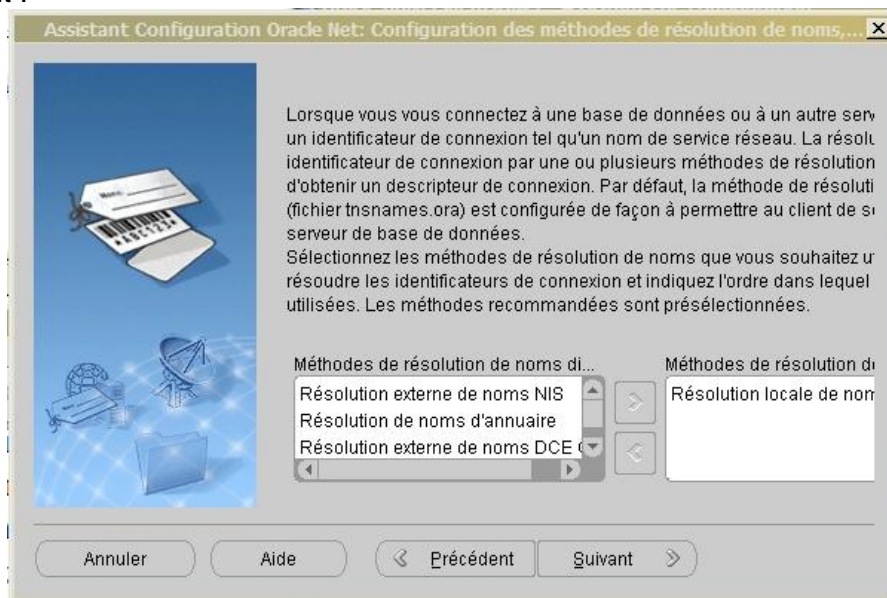 Assistant Configuration Oracle Net: Configuration des méthodes de résolution de noms,...
Lorsque vous vous connectez à une base de données ou à un autre
un identificateur de connexion tel qu'un nom de service réseau. La
identificateur de connexion par une ou plusieurs méthodes de résolution
d'obtenir un descripteur de connexion. Par défaut, la méthode de
(fichier tnsnames.ora) est configurée de façon à permettre au client de
serveur de base de données.
Sélectionnez les méthodes de résolution de noms que vous souhaitez
résoudre les identificateurs de connexion et indiquez l'ordre dans lequel
utilisées. Les méthodes recommandées sont présélectionnées.
Méthodes de résolution de noms di...
Résolution externe de noms NIS
Résolution de noms d'annuaire
Résolution externe de noms DCE
Méthodes de résolution
Résolution locale de
Name
ABC123
Annuler
Aide
Précédent
Suivant